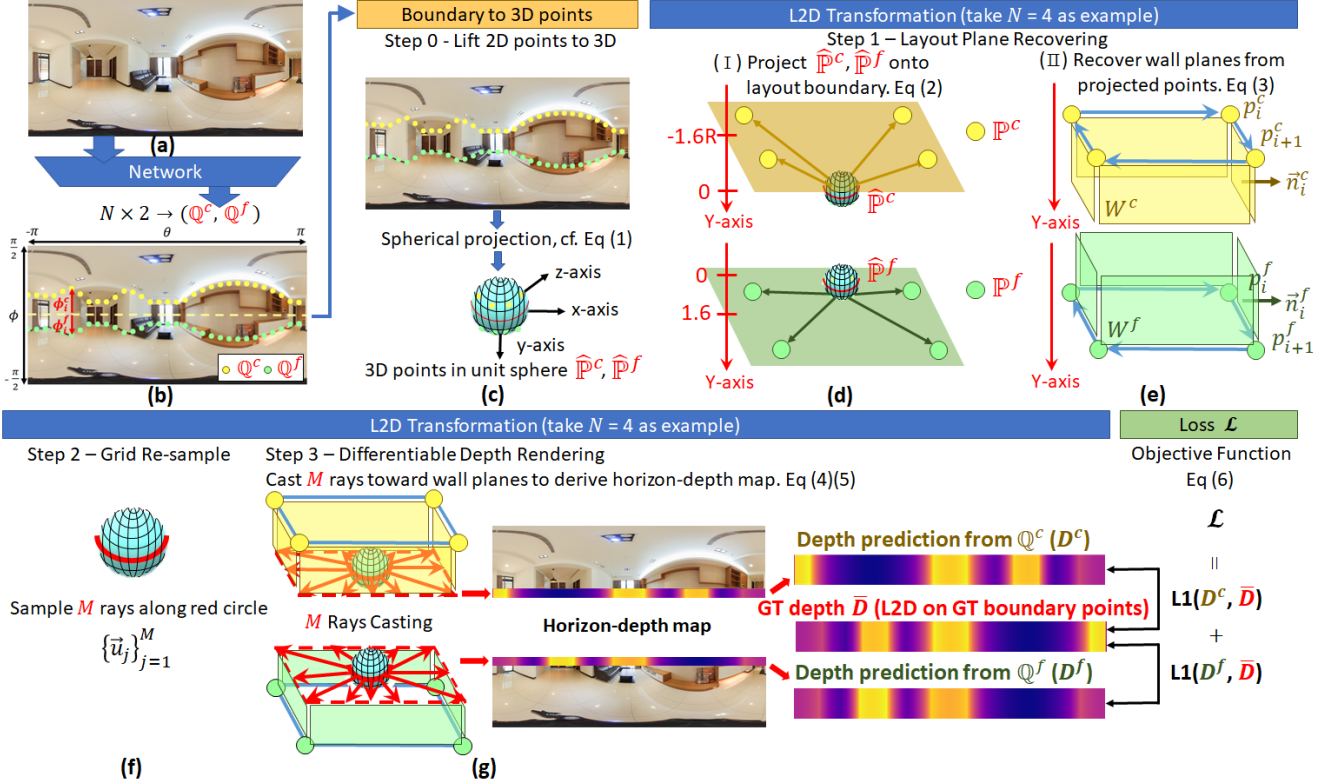 Boundary to 3D points
L2D Transformation (take N = 4 as example)
Step 0 - Lift 2D points to 3D
Step 1 – Layout Plane Recovering
(I) Project ℙ̂ᶜ, ℙ̂ᶠ onto
layout boundary. Eq (2)
(II) Recover wall planes from
projected points. Eq (3)
(a)
Network
N × 2 → (ℚᶜ, ℚᶠ)
-π θ π
π/2
ϕ
-π/2
ϕᵢᶜ
ϕᵢᶠ
ℚᶜ ℚᶠ
(b)
Spherical projection, cf. Eq (1)
z-axis
x-axis
y-axis
3D points in unit sphere ℙ̂ᶜ, ℙ̂ᶠ
(c)
-1.6R
0
Y-axis
ℙ̂ᶜ
ℙᶜ
0
1.6
Y-axis
ℙ̂ᶠ
ℙᶠ
(d)
pᵢᶜ
pᵢ₊₁ᶜ
n⃗ᵢᶜ
Wᶜ
Y-axis
pᵢᶠ
n⃗ᵢᶠ
Wᶠ
pᵢ₊₁ᶠ
Y-axis
(e)
L2D Transformation (take N = 4 as example)
Loss ℒ
Step 2 – Grid Re-sample
Step 3 – Differentiable Depth Rendering
Cast M rays toward wall planes to derive horizon-depth map. Eq (4)(5)
Objective Function
Eq (6)
Sample M rays along red circle
{u⃗ⱼ}ⱼ₌₁ᴹ
(f)
M Rays Casting
(g)
Horizon-depth map
Depth prediction from ℚᶜ (Dᶜ)
GT depth D̄ (L2D on GT boundary points)
Depth prediction from ℚᶠ (Dᶠ)
ℒ
=
L1(Dᶜ, D̄)
+
L1(Dᶠ, D̄)